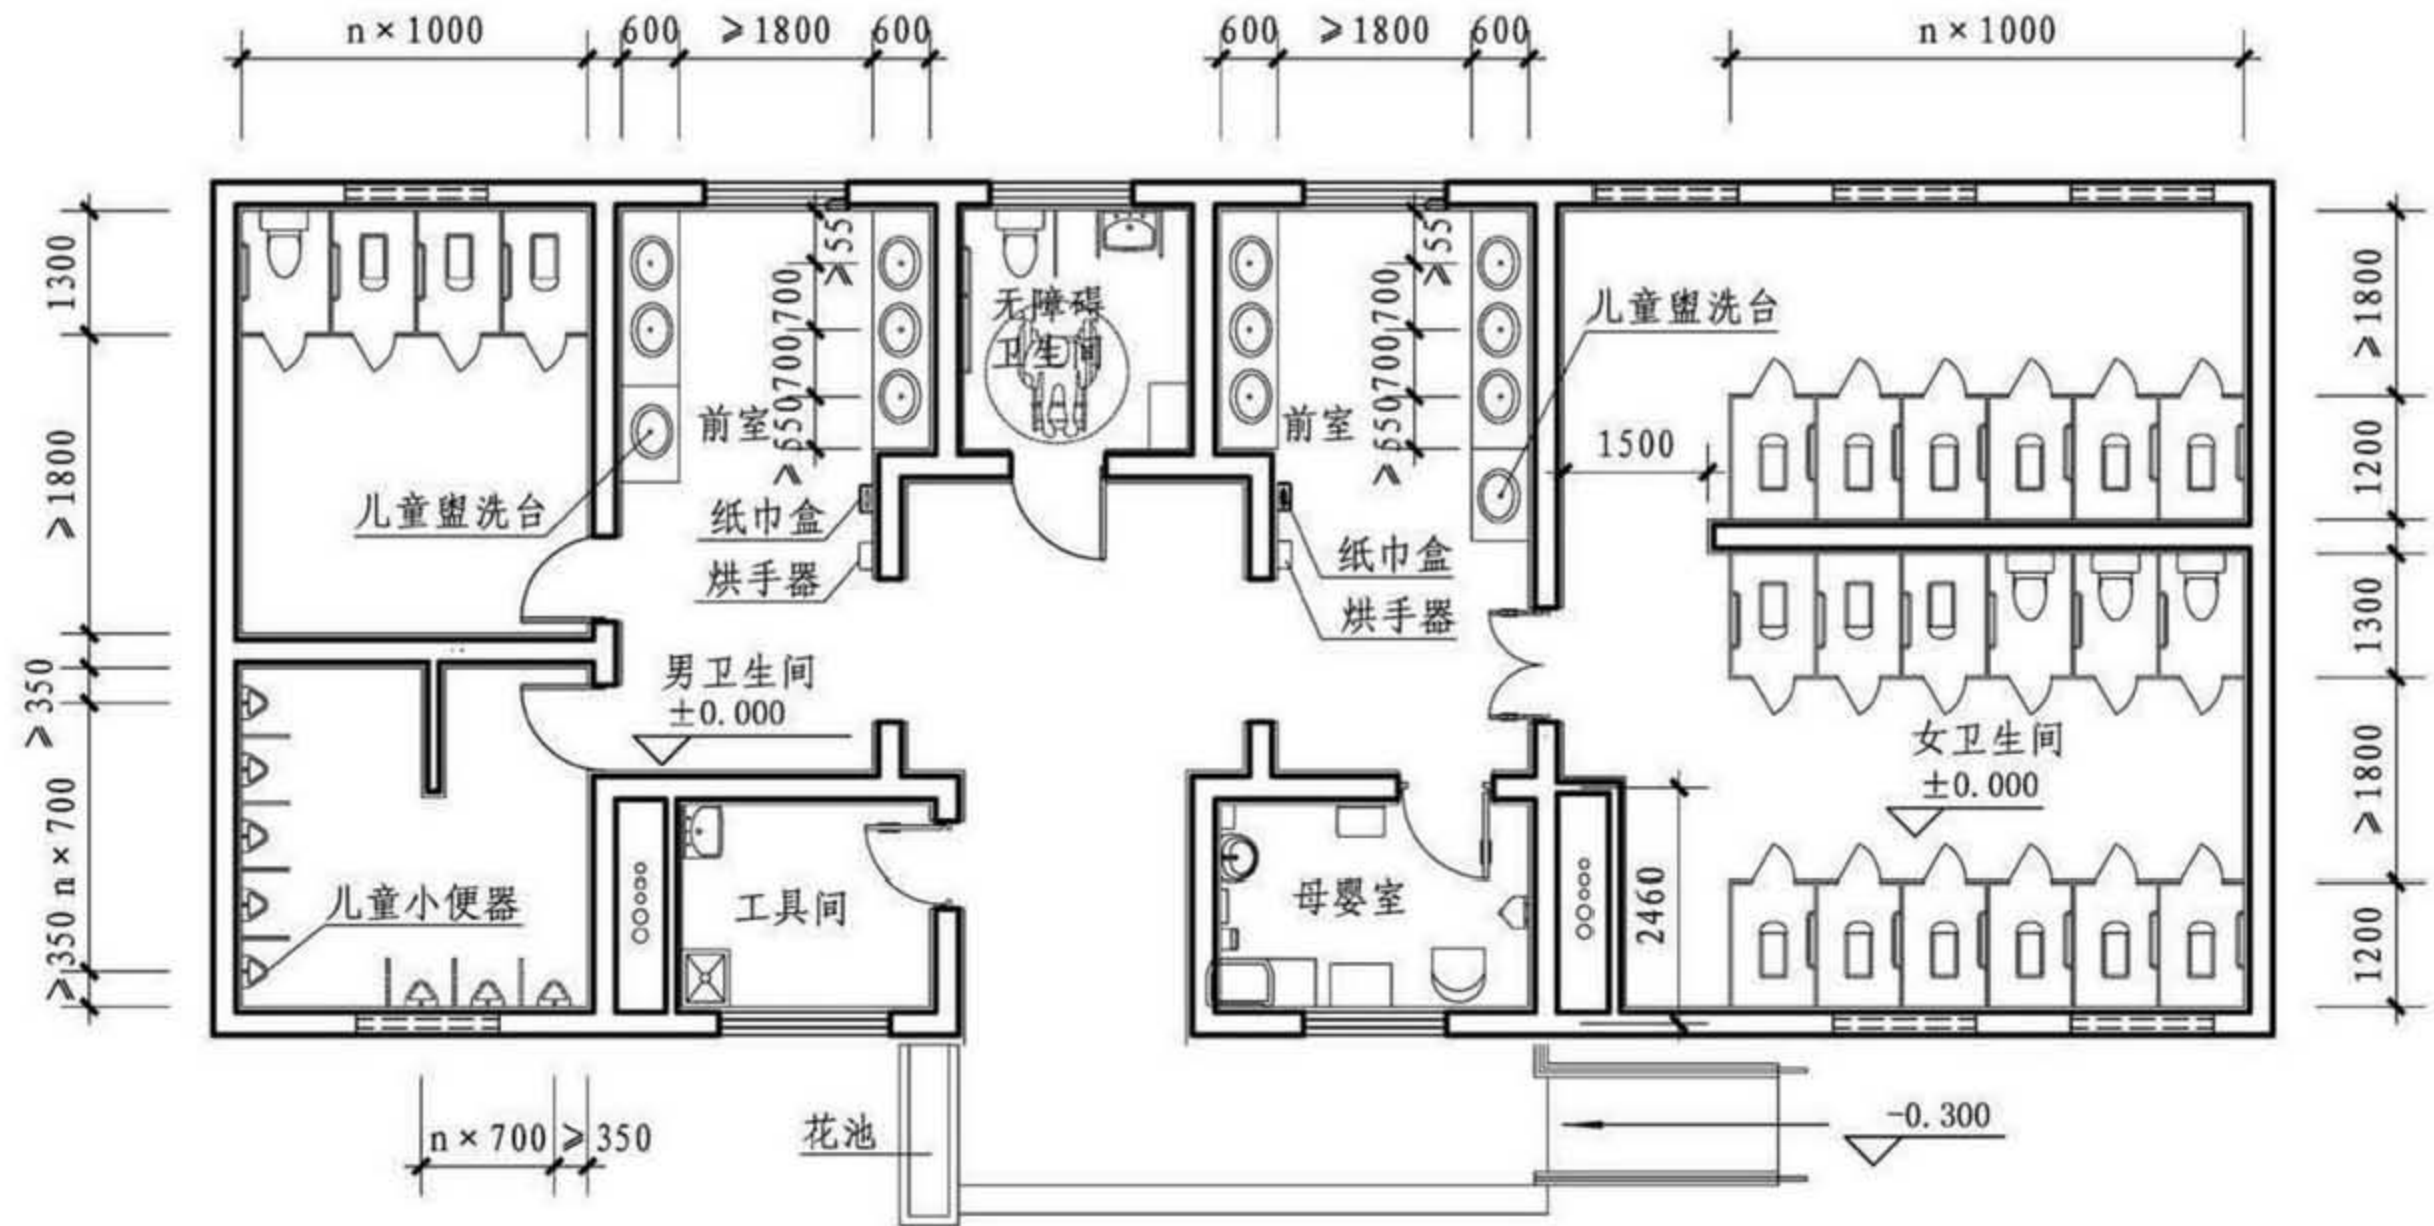 n×1000
600
≥1800
600
600
≥1800
600
n×1000
1300
≥1800
≥350
n×700
≥350
≥55
700
700
≥550
前室
儿童盥洗台
纸巾盒
烘手器
无障碍
卫生间
≥55
700
700
≥550
前室
儿童盥洗台
纸巾盒
烘手器
1500
≥1800
1200
1300
≥1800
1200
男卫生间
±0.000
女卫生间
±0.000
儿童小便器
工具间
母婴室
2460
n×700
≥350
花池
-0.300